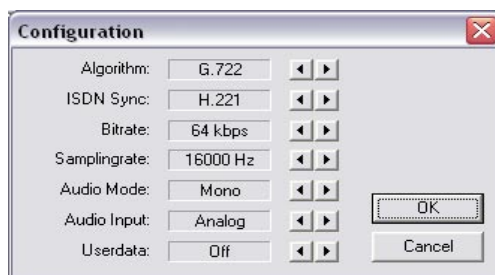 Configuration
Algorithm: G.722
ISDN Sync: H.221
Bitrate: 64 kbps
Samplingrate: 16000 Hz
Audio Mode: Mono
Audio Input: Analog
Userdata: Off
OK
Cancel